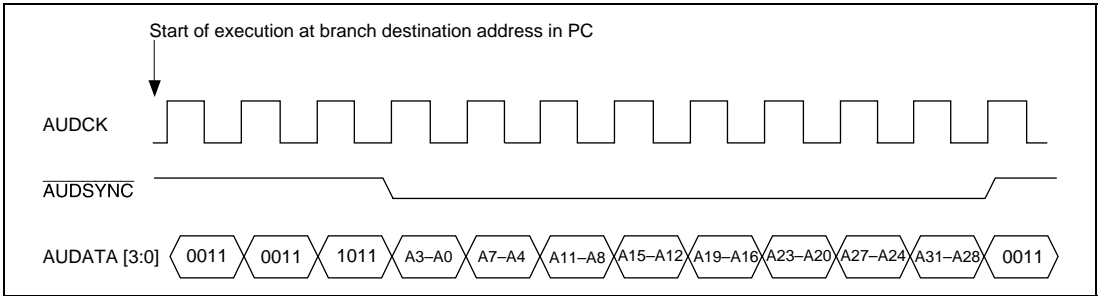 Start of execution at branch destination address in PC
AUDCK
AUDSYNC
AUDATA [3:0] 0011 0011 1011 A3–A0 A7–A4 A11–A8 A15–A12 A19–A16 A23–A20 A27–A24 A31–A28 0011